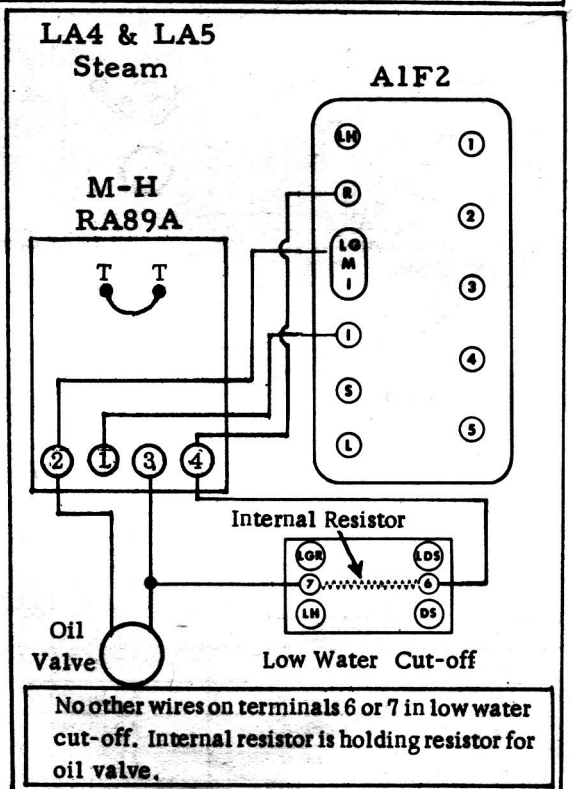 LA4 & LA5
Steam
A1F2
M-H
RA89A
T T
LH
R
LG
M
I
I
S
L
1
2
3
4
5
2 1 3 4
Internal Resistor
LGR LDS
7 6
LH DS
Oil
Valve
Low Water Cut-off
No other wires on terminals 6 or 7 in low water
cut-off. Internal resistor is holding resistor for
oil valve.